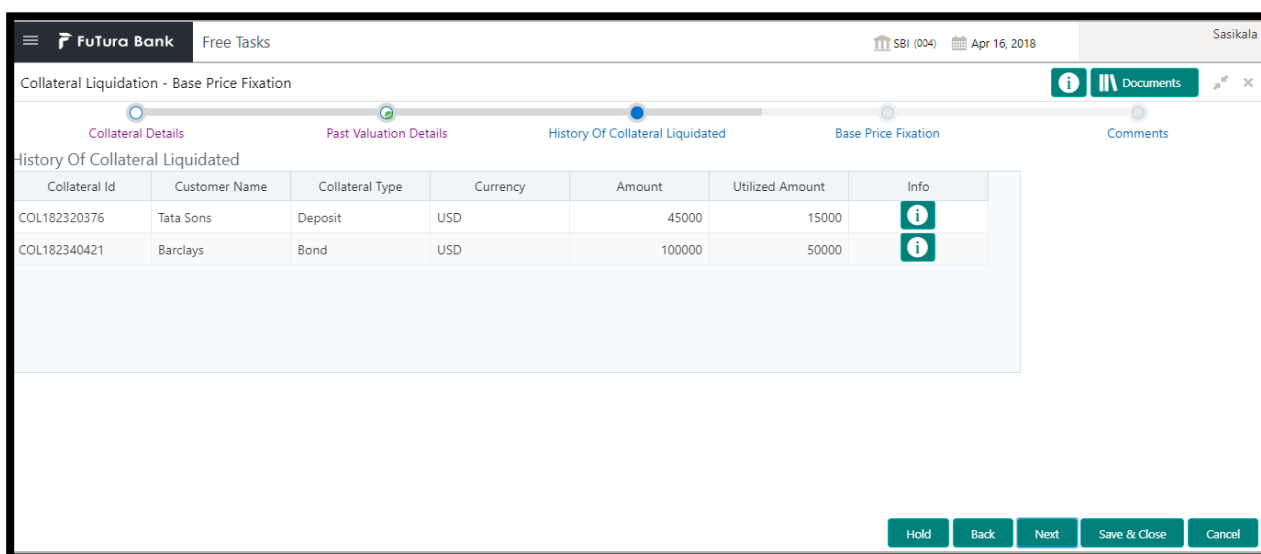 FuTura Bank Free Tasks SBI (004) Apr 16, 2018 Sasikala
Collateral Liquidation - Base Price Fixation i Documents
Collateral Details Past Valuation Details History Of Collateral Liquidated Base Price Fixation Comments
History Of Collateral Liquidated
Collateral Id Customer Name Collateral Type Currency Amount Utilized Amount Info
COL182320376 Tata Sons Deposit USD 45000 15000 i
COL182340421 Barclays Bond USD 100000 50000 i
Hold Back Next Save & Close Cancel